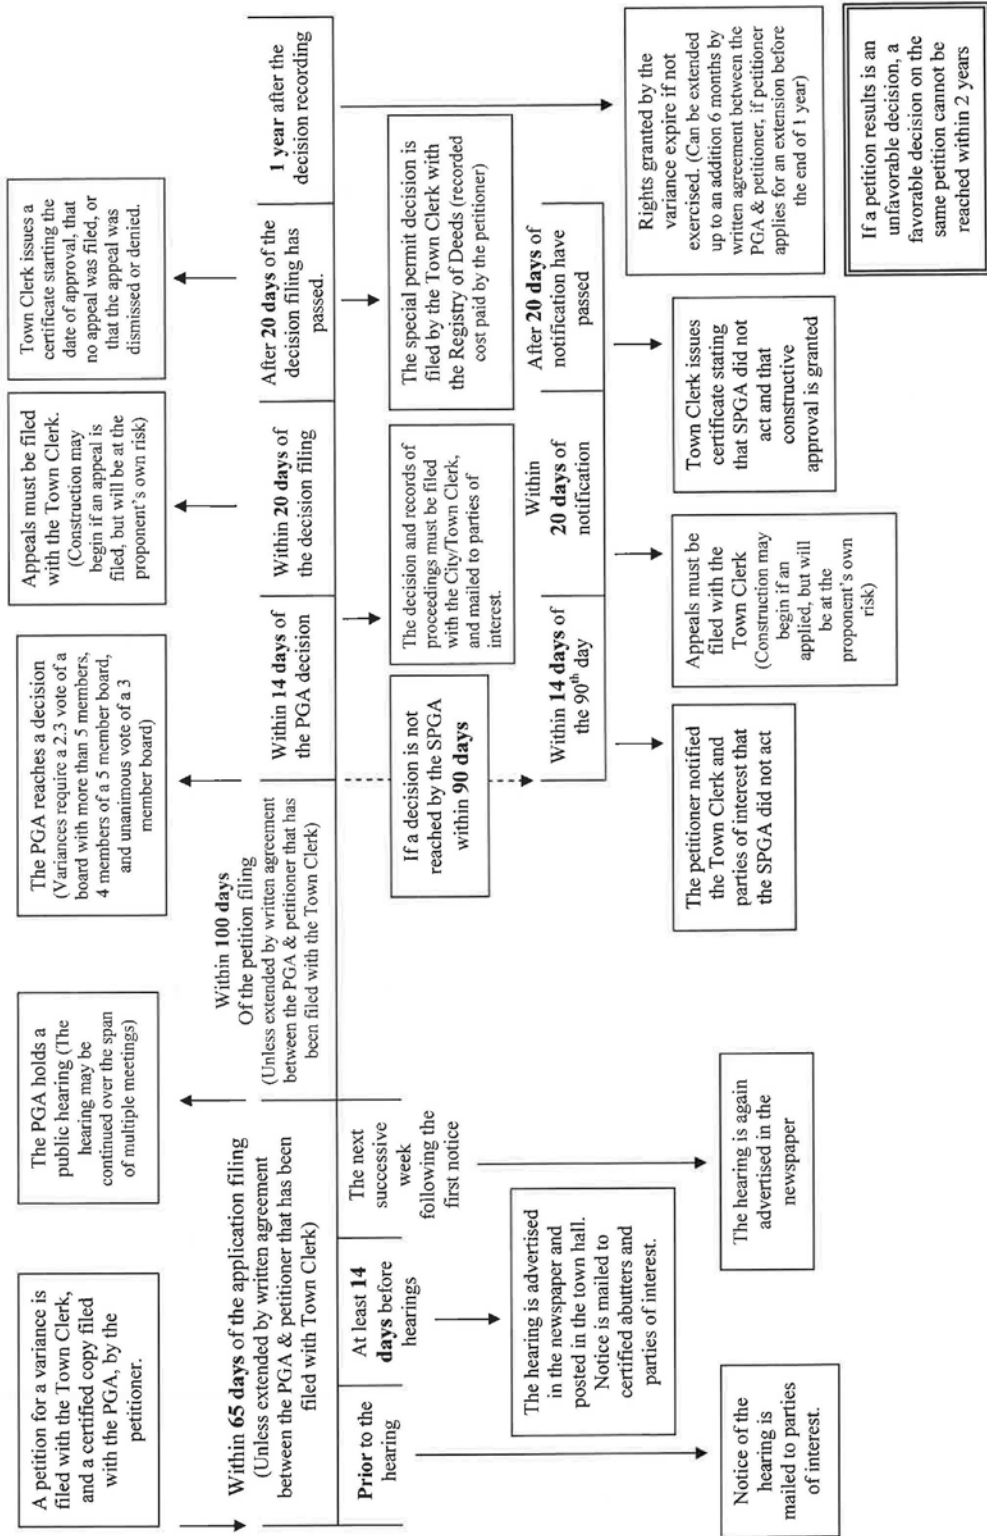 A petition for a variance is
filed with the Town Clerk,
and a certified copy filed
with the PGA, by the
petitioner.
The PGA holds a
public hearing (The
hearing may be
continued over the span
of multiple meetings)
The PGA reaches a decision
(Variances require a 2.3 vote of a
board with more than 5 members,
4 members of a 5 member board,
and unanimous vote of a 3
member board)
Appeals must be filed
with the Town Clerk.
(Construction may
begin if an appeal is
filed, but will be at the
proponent's own risk)
Town Clerk issues a
certificate starting the
date of approval, that
no appeal was filed, or
that the appeal was
dismissed or denied.
Within 65 days of the application filing
(Unless extended by written agreement
between the PGA & petitioner that has been
filed with Town Clerk)
Within 100 days
Of the petition filing
(Unless extended by written agreement
between the PGA & petitioner that has
been filed with the Town Clerk)
Within 14 days of
the PGA decision
Within 20 days of
the decision filing
After 20 days of the
decision filing has
passed.
1 year after the
decision recording
Prior to the
hearing
At least 14
days before
hearings
The next
successive
week
following the
first notice
If a decision is not
reached by the SPGA
within 90 days
The decision and records of
proceedings must be filed
with the City/Town Clerk,
and mailed to parties of
interest.
The special permit decision is
filed by the Town Clerk with
the Registry of Deeds (recorded
cost paid by the petitioner)
The hearing is advertised
in the newspaper and
posted in the town hall.
Notice is mailed to
certified abutters and
parties of interest.
Within 14 days of
the 90th day
Within
20 days of
notification
After 20 days of
notification have
passed
Rights granted by the
variance expire if not
exercised. (Can be extended
up to an addition 6 months by
written agreement between the
PGA & petitioner, if petitioner
applies for an extension before
the end of 1 year)
Notice of the
hearing is
mailed to parties
of interest.
The hearing is again
advertised in the
newspaper
The petitioner notified
the Town Clerk and
parties of interest that
the SPGA did not act
Appeals must be
filed with the
Town Clerk
(Construction may
begin if an
applied, but will
be at the
proponent's own
risk)
Town Clerk issues
certificate stating
that SPGA did not
act and that
constructive
approval is granted
If a petition results is an
unfavorable decision, a
favorable decision on the
same petition cannot be
reached within 2 years